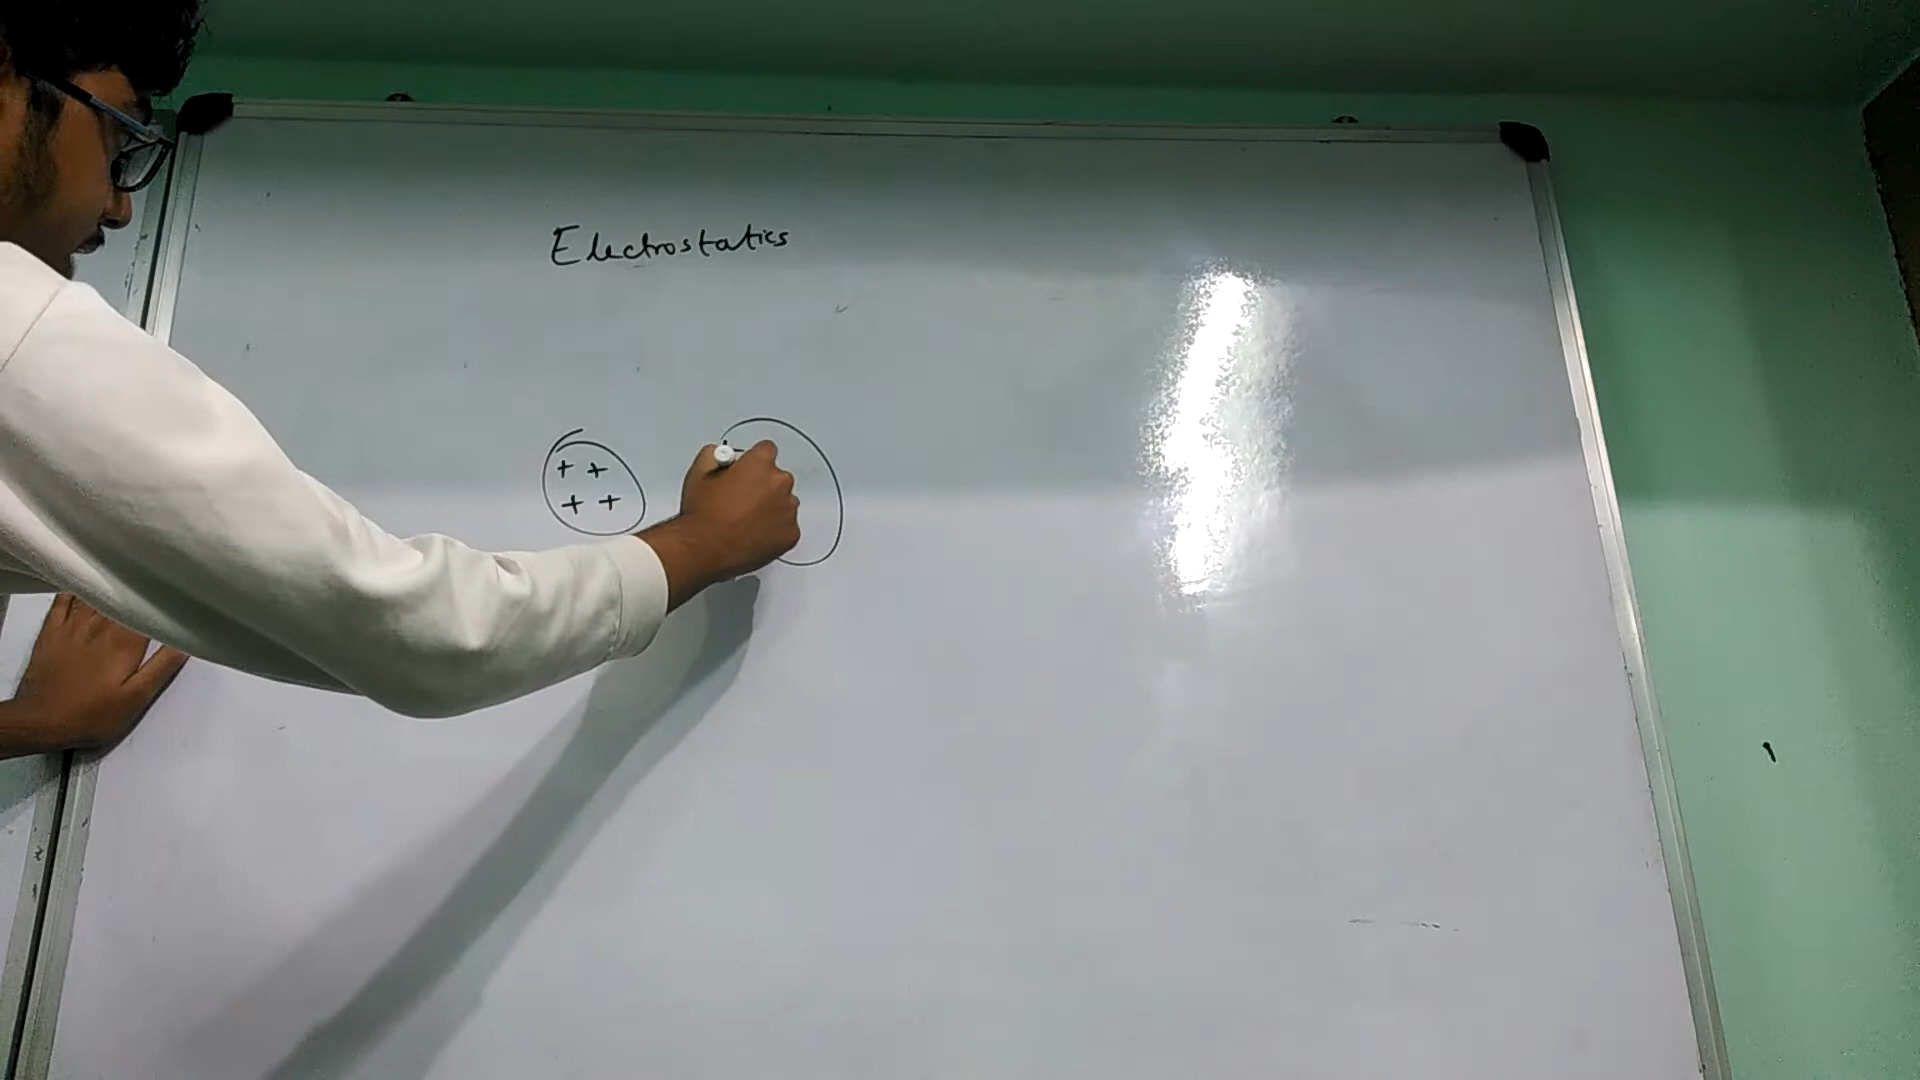 Electrostatics
+ +
+ +